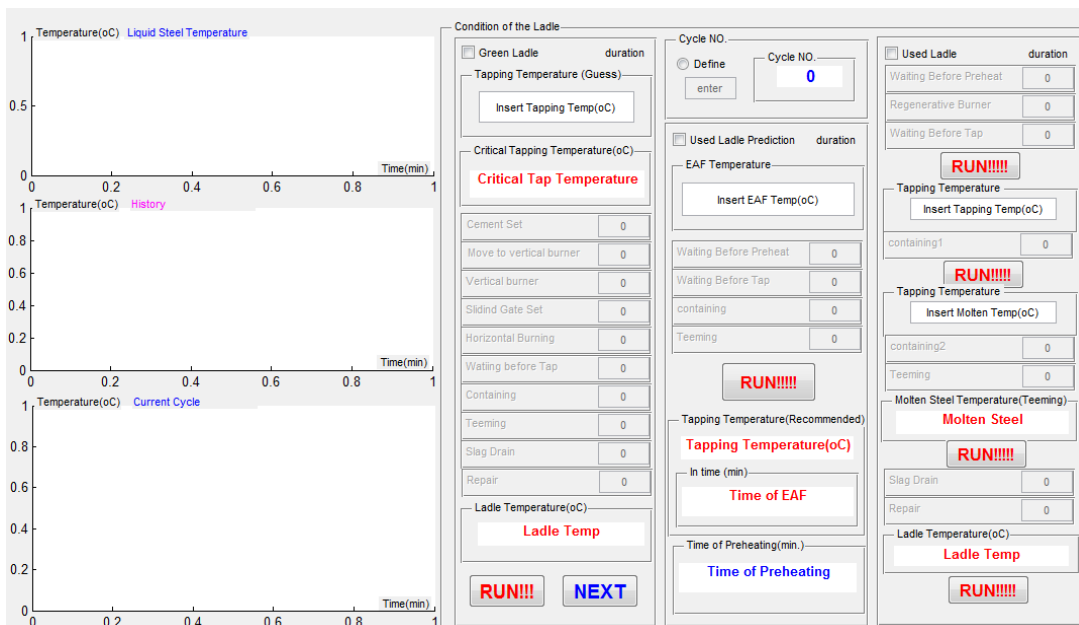 Temperature(oC) Liquid Steel Temperature
1
0.5
0
Time(min)
0 0.2 0.4 0.6 0.8 1
Temperature(oC) History
1
0.8
0.6
0.4
0.2
0
Time(min)
0 0.2 0.4 0.6 0.8 1
Temperature(oC) Current Cycle
1
0.8
0.6
0.4
0.2
0
Time(min)
0 0.2 0.4 0.6 0.8 1
Condition of the Ladle
Green Ladle duration
Tapping Temperature (Guess)
Insert Tapping Temp(oC)
Critical Tapping Temperature(oC)
Critical Tap Temperature
Cement Set 0
Move to vertical burner 0
Vertical burner 0
Slidind Gate Set 0
Horizontal Burning 0
Watiing before Tap 0
Containing 0
Teeming 0
Slag Drain 0
Repair 0
Ladle Temperature(oC)
Ladle Temp
RUN!!! NEXT
Cycle NO.
Define
enter
Cycle NO.
0
Used Ladle Prediction duration
EAF Temperature
Insert EAF Temp(oC)
Waiting Before Preheat 0
Waiting Before Tap 0
containing 0
Teeming 0
RUN!!!!!
Tapping Temperature(Recommended)
Tapping Temperature(oC)
In time (min)
Time of EAF
Time of Preheating(min.)
Time of Preheating
Used Ladle duration
Waiting Before Preheat 0
Regenerative Burner 0
Waiting Before Tap 0
RUN!!!!!
Tapping Temperature
Insert Tapping Temp(oC)
containing1 0
RUN!!!!!
Tapping Temperature
Insert Molten Temp(oC)
containing2 0
Teeming 0
Molten Steel Temperature(Teeming)
Molten Steel
RUN!!!!!
Slag Drain 0
Repair 0
Ladle Temperature(oC)
Ladle Temp
RUN!!!!!